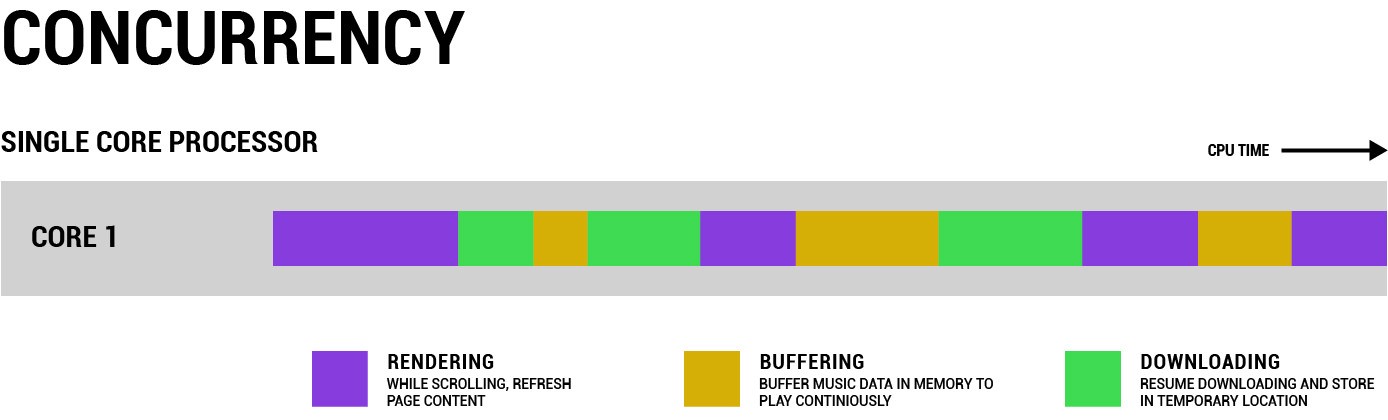 CONCURRENCY
SINGLE CORE PROCESSOR
CPU TIME
CORE 1
RENDERING
WHILE SCROLLING, REFRESH
PAGE CONTENT
BUFFERING
BUFFER MUSIC DATA IN MEMORY TO
PLAY CONTINIOUSLY
DOWNLOADING
RESUME DOWNLOADING AND STORE
IN TEMPORARY LOCATION